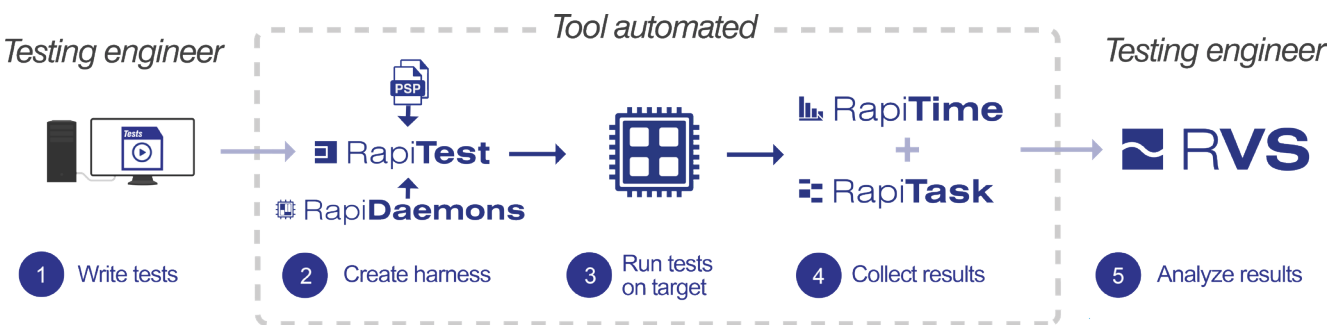 Tool automated
Testing engineer
Testing engineer
Tests
PSP
RapiTest
RapiDaemons
RapiTime
+
RapiTask
RVS
1 Write tests
2 Create harness
3 Run tests
on target
4 Collect results
5 Analyze results